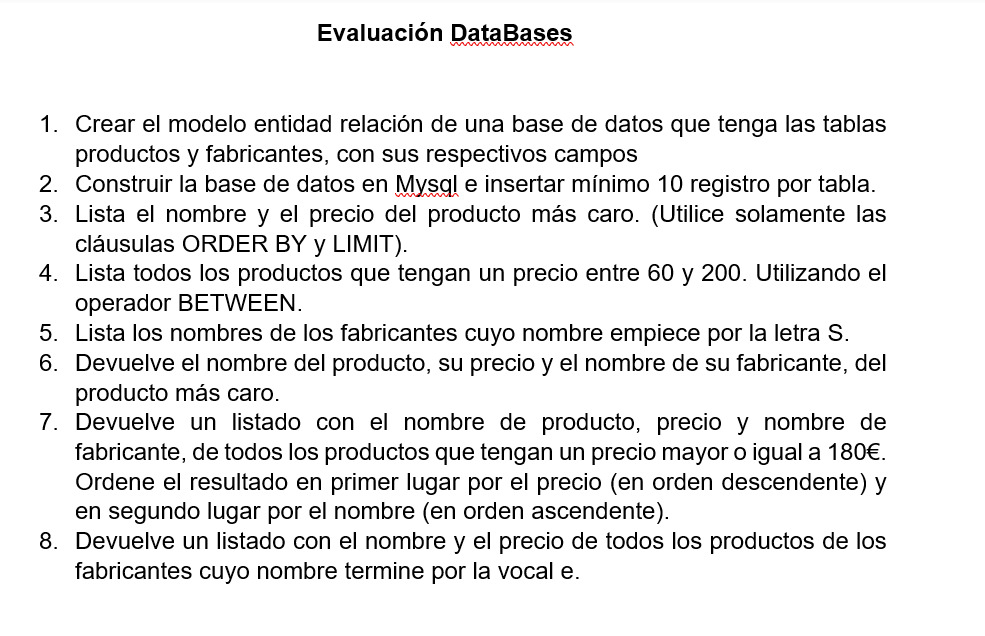 Evaluación DataBases
1. Crear el modelo entidad relación de una base de datos que tenga las tablas
productos y fabricantes, con sus respectivos campos
2. Construir la base de datos en Mysql e insertar mínimo 10 registro por tabla.
3. Lista el nombre y el precio del producto más caro. (Utilice solamente las
cláusulas ORDER BY y LIMIT).
4. Lista todos los productos que tengan un precio entre 60 y 200. Utilizando el
operador BETWEEN.
5. Lista los nombres de los fabricantes cuyo nombre empiece por la letra S.
6. Devuelve el nombre del producto, su precio y el nombre de su fabricante, del
producto más caro.
7. Devuelve un listado con el nombre de producto, precio y nombre de
fabricante, de todos los productos que tengan un precio mayor o igual a 180€.
Ordene el resultado en primer lugar por el precio (en orden descendente) y
en segundo lugar por el nombre (en orden ascendente).
8. Devuelve un listado con el nombre y el precio de todos los productos de los
fabricantes cuyo nombre termine por la vocal e.